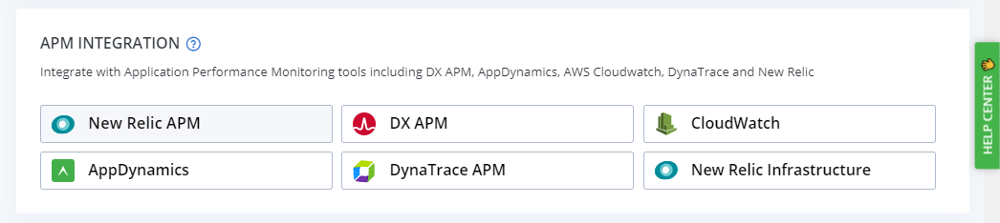 APM INTEGRATION ?
Integrate with Application Performance Monitoring tools including DX APM, AppDynamics, AWS Cloudwatch, DynaTrace and New Relic
New Relic APM
DX APM
CloudWatch
AppDynamics
DynaTrace APM
New Relic Infrastructure
HELP CENTER